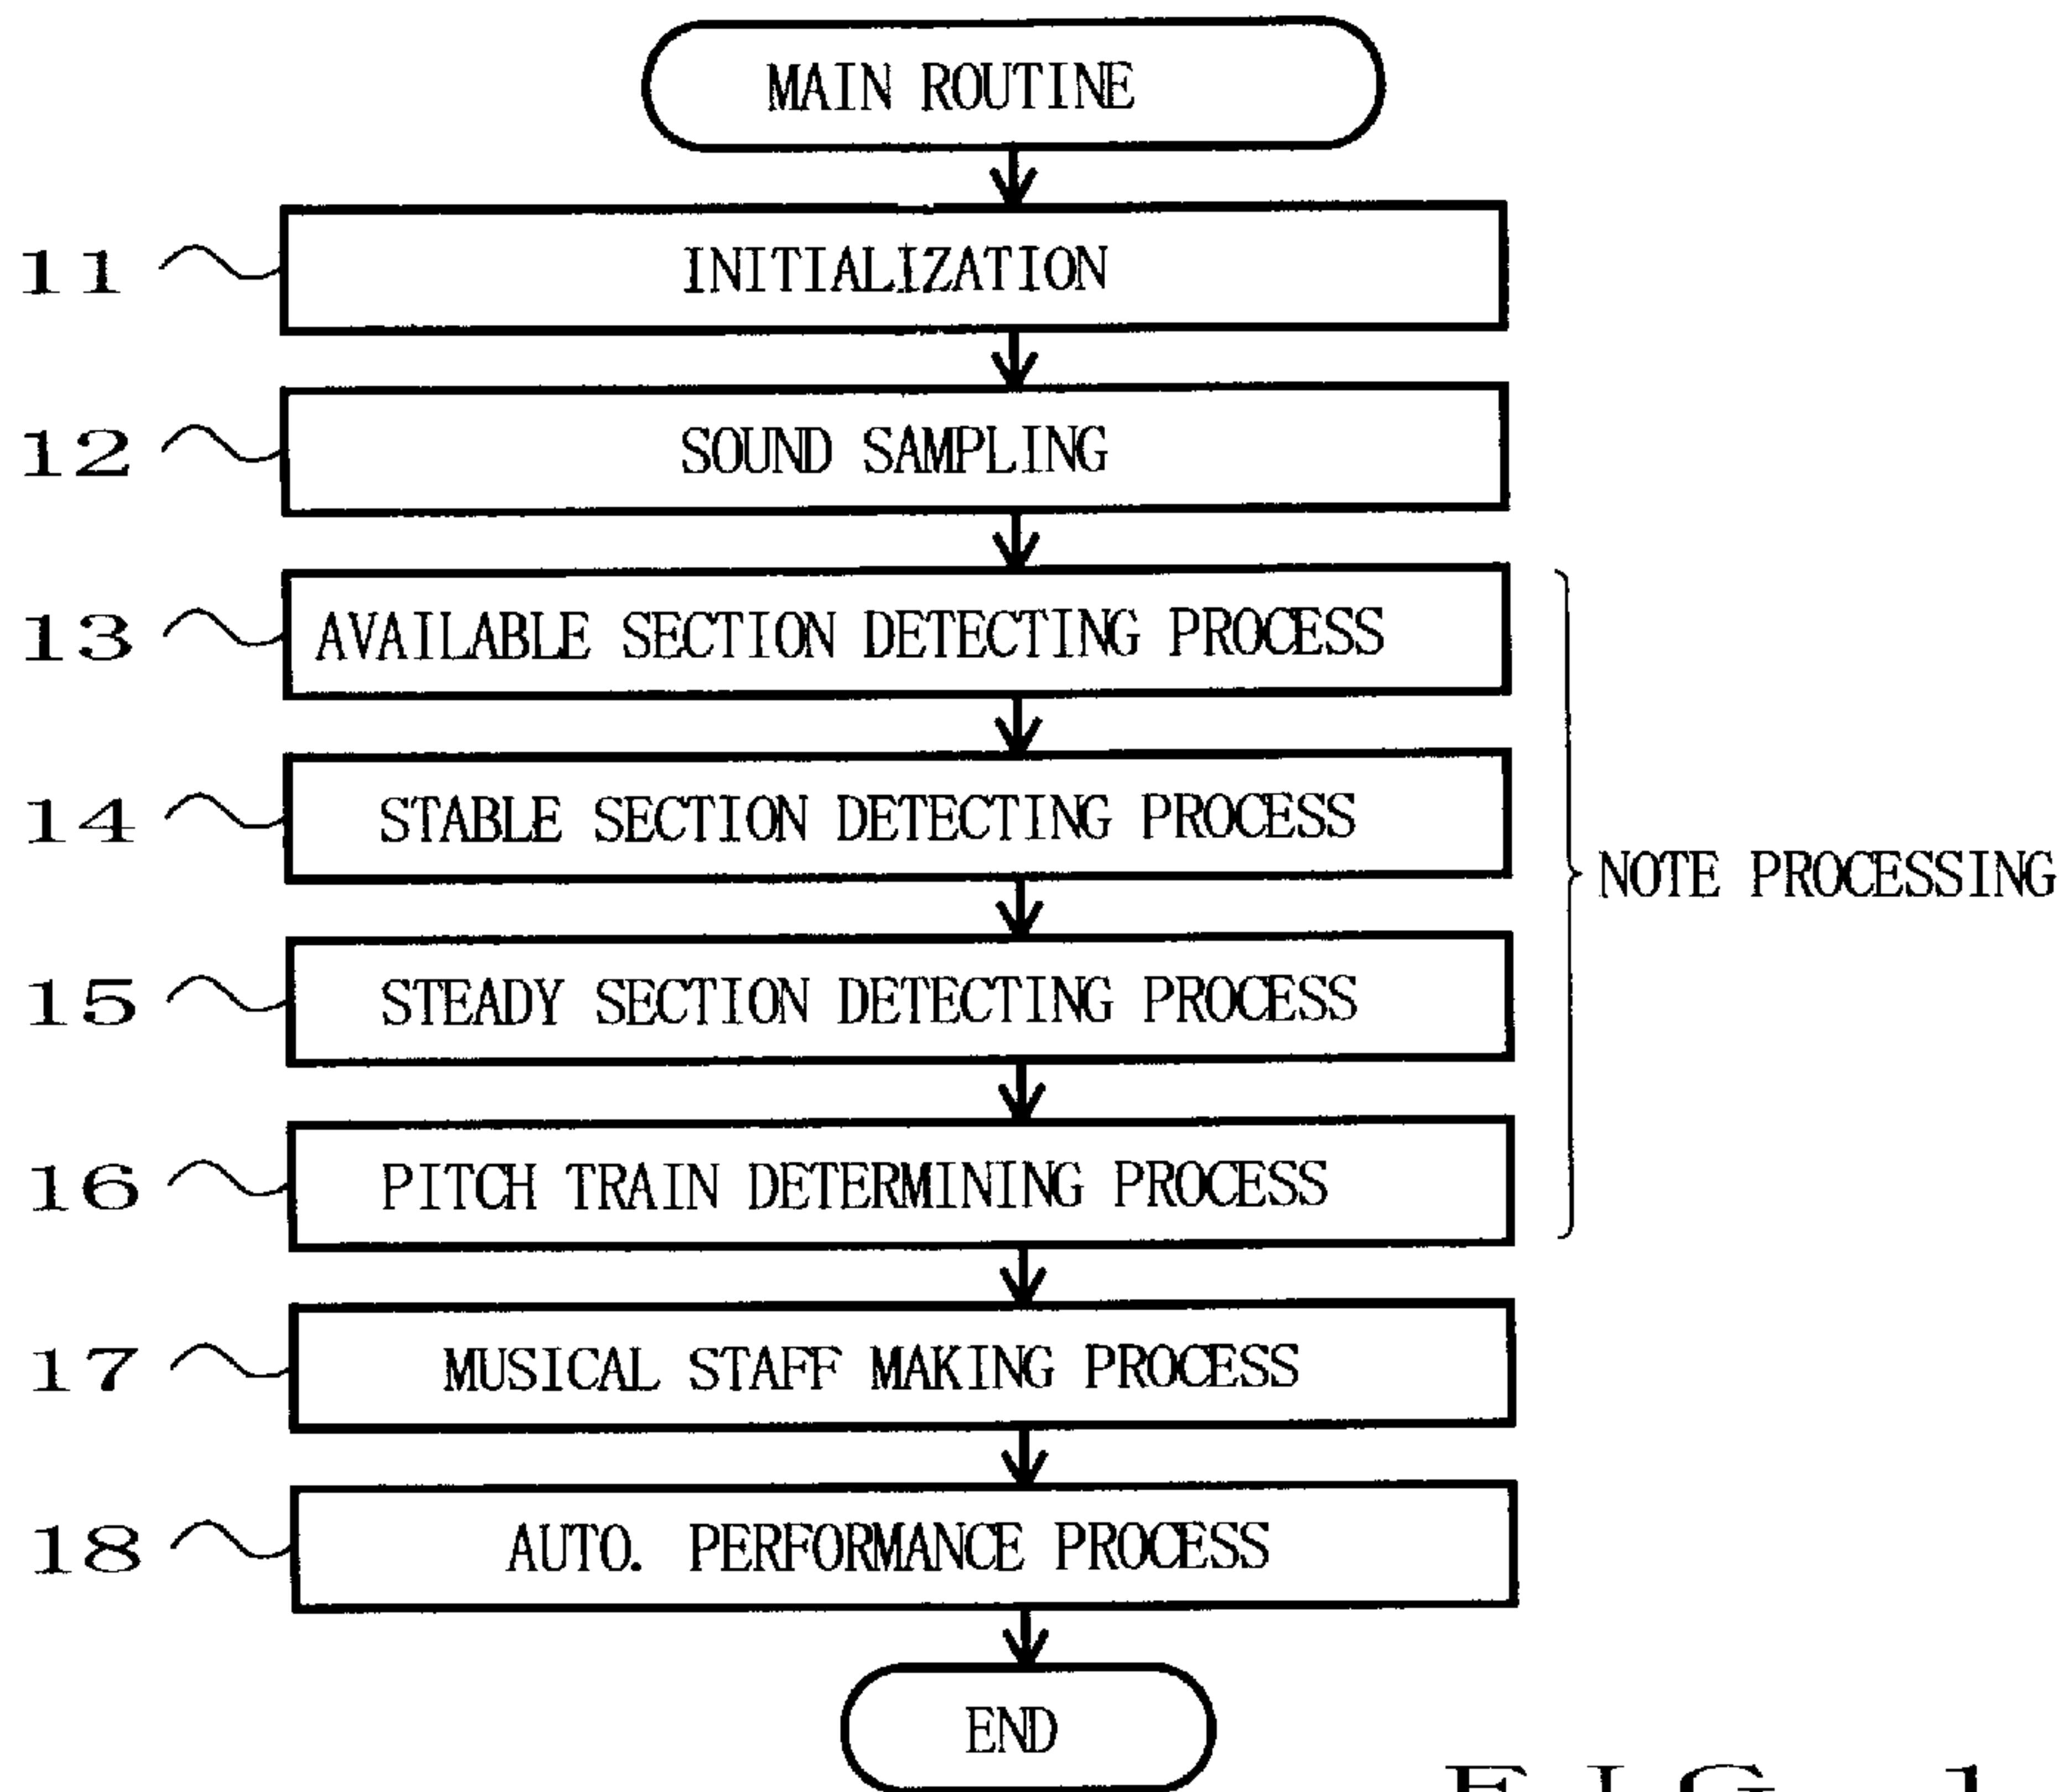 MAIN ROUTINE
11 INITIALIZATION
12 SOUND SAMPLING
13 AVAILABLE SECTION DETECTING PROCESS
14 STABLE SECTION DETECTING PROCESS
NOTE PROCESSING
15 STEADY SECTION DETECTING PROCESS
16 PITCH TRAIN DETERMINING PROCESS
17 MUSICAL STAFF MAKING PROCESS
18 AUTO. PERFORMANCE PROCESS
END
FIG. 1